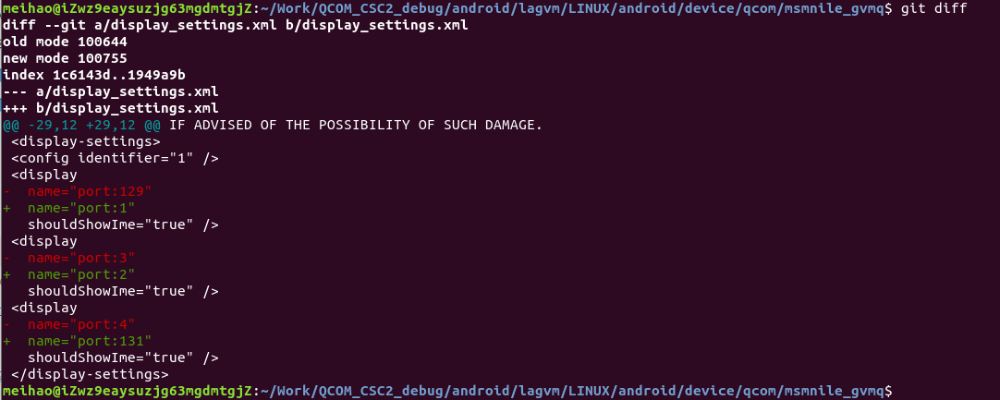 meihao@iZwz9eaysuzjg63mgdmtgjZ:~/Work/QCOM_CSC2_debug/android/lagvm/LINUX/android/device/qcom/msmnile_gvmq$ git diff
diff --git a/display_settings.xml b/display_settings.xml
old mode 100644
new mode 100755
index 1c6143d..1949a9b
--- a/display_settings.xml
+++ b/display_settings.xml
@@ -29,12 +29,12 @@ IF ADVISED OF THE POSSIBILITY OF SUCH DAMAGE.
 <display-settings>
 <config identifier="1" />
 <display
-  name="port:129"
+  name="port:1"
   shouldShowIme="true" />
 <display
-  name="port:3"
+  name="port:2"
   shouldShowIme="true" />
 <display
-  name="port:4"
+  name="port:131"
   shouldShowIme="true" />
 </display-settings>
meihao@iZwz9eaysuzjg63mgdmtgjZ:~/Work/QCOM_CSC2_debug/android/lagvm/LINUX/android/device/qcom/msmnile_gvmq$